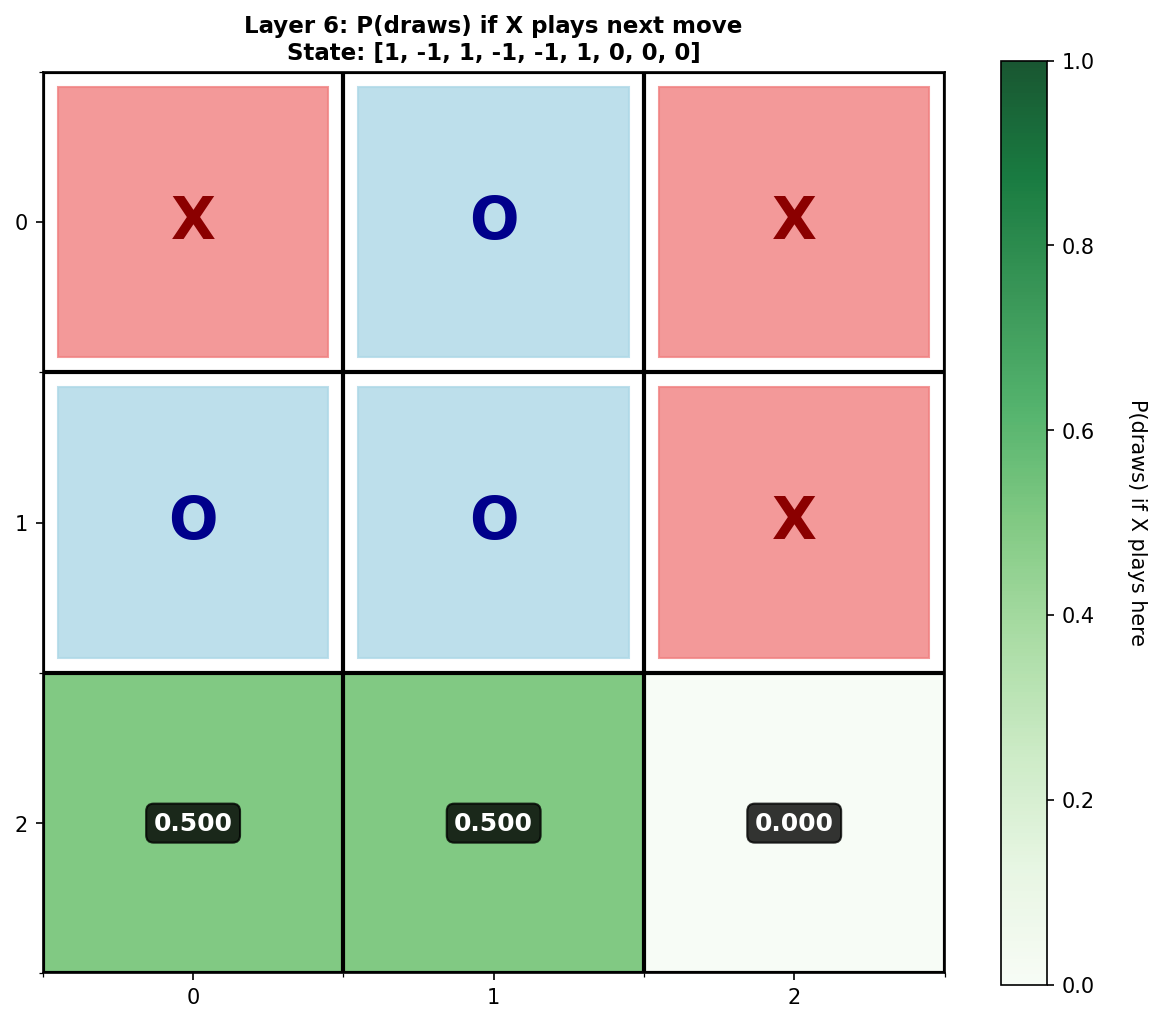 Layer 6: P(draws) if X plays next move
State: [1, -1, 1, -1, -1, 1, 0, 0, 0]
1.0
0.8
0.6
0.4
0.2
0.0
P(draws) if X plays here
0
X
O
X
1
O
O
X
2
0.500
0.500
0.000
0
1
2